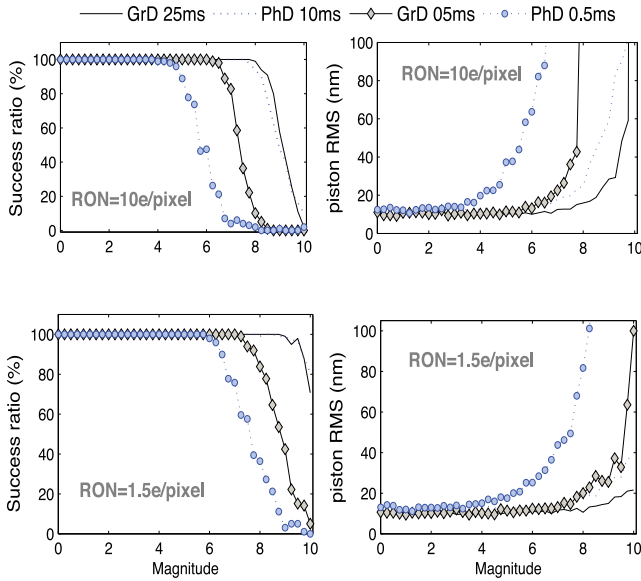 GrD 25ms PhD 10ms GrD 05ms PhD 0.5ms
100
80
60
40
20
0
Success ratio (%)
RON=10e/pixel
0 2 4 6 8 10
100
80
60
40
20
0
piston RMS (nm)
RON=10e/pixel
0 2 4 6 8 10
100
80
60
40
20
0
Success ratio (%)
RON=1.5e/pixel
0 2 4 6 8 10
Magnitude
100
80
60
40
20
0
piston RMS (nm)
RON=1.5e/pixel
0 2 4 6 8 10
Magnitude